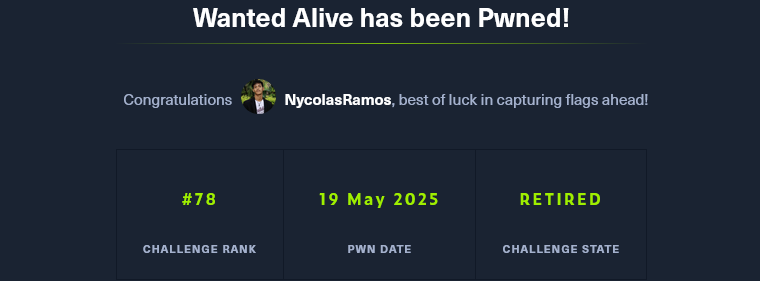 Wanted Alive has been Pwned!
Congratulations NycolasRamos, best of luck in capturing flags ahead!
#78 19 May 2025 RETIRED
CHALLENGE RANK PWN DATE CHALLENGE STATE